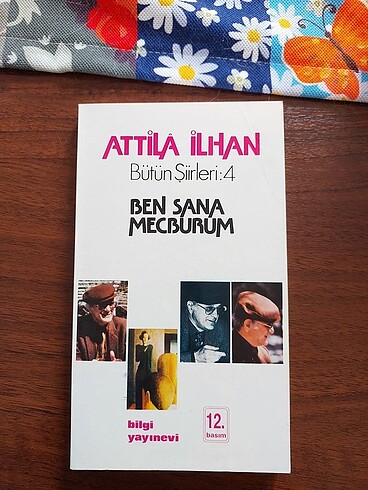 ATTİLÂ İLHAN
Bütün Şiirleri:4
BEN SANA
MECBURUM
bilgi
yayınevi
12.
basım